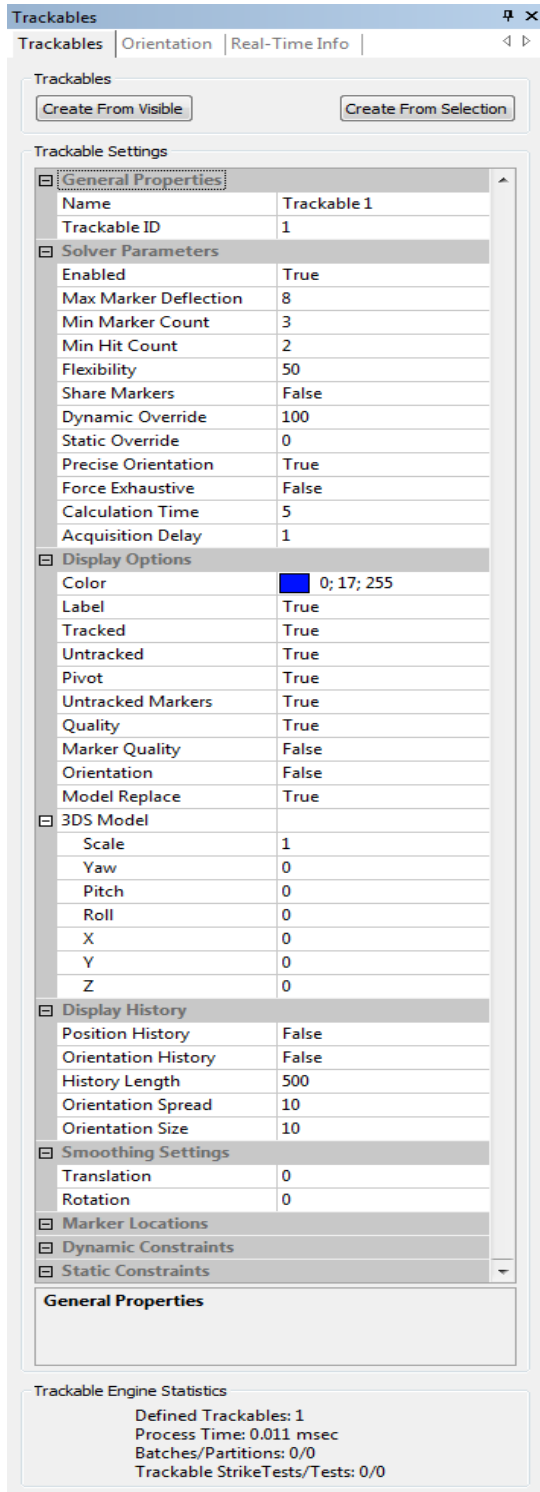 Trackables
Trackables Orientation Real-Time Info
Trackables
Create From Visible Create From Selection
Trackable Settings
General Properties
Name Trackable 1
Trackable ID 1
Solver Parameters
Enabled True
Max Marker Deflection 8
Min Marker Count 3
Min Hit Count 2
Flexibility 50
Share Markers False
Dynamic Override 100
Static Override 0
Precise Orientation True
Force Exhaustive False
Calculation Time 5
Acquisition Delay 1
Display Options
Color 0; 17; 255
Label True
Tracked True
Untracked True
Pivot True
Untracked Markers True
Quality True
Marker Quality False
Orientation False
Model Replace True
3DS Model
Scale 1
Yaw 0
Pitch 0
Roll 0
X 0
Y 0
Z 0
Display History
Position History False
Orientation History False
History Length 500
Orientation Spread 10
Orientation Size 10
Smoothing Settings
Translation 0
Rotation 0
Marker Locations
Dynamic Constraints
Static Constraints
General Properties
Trackable Engine Statistics
Defined Trackables: 1
Process Time: 0.011 msec
Batches/Partitions: 0/0
Trackable StrikeTests/Tests: 0/0